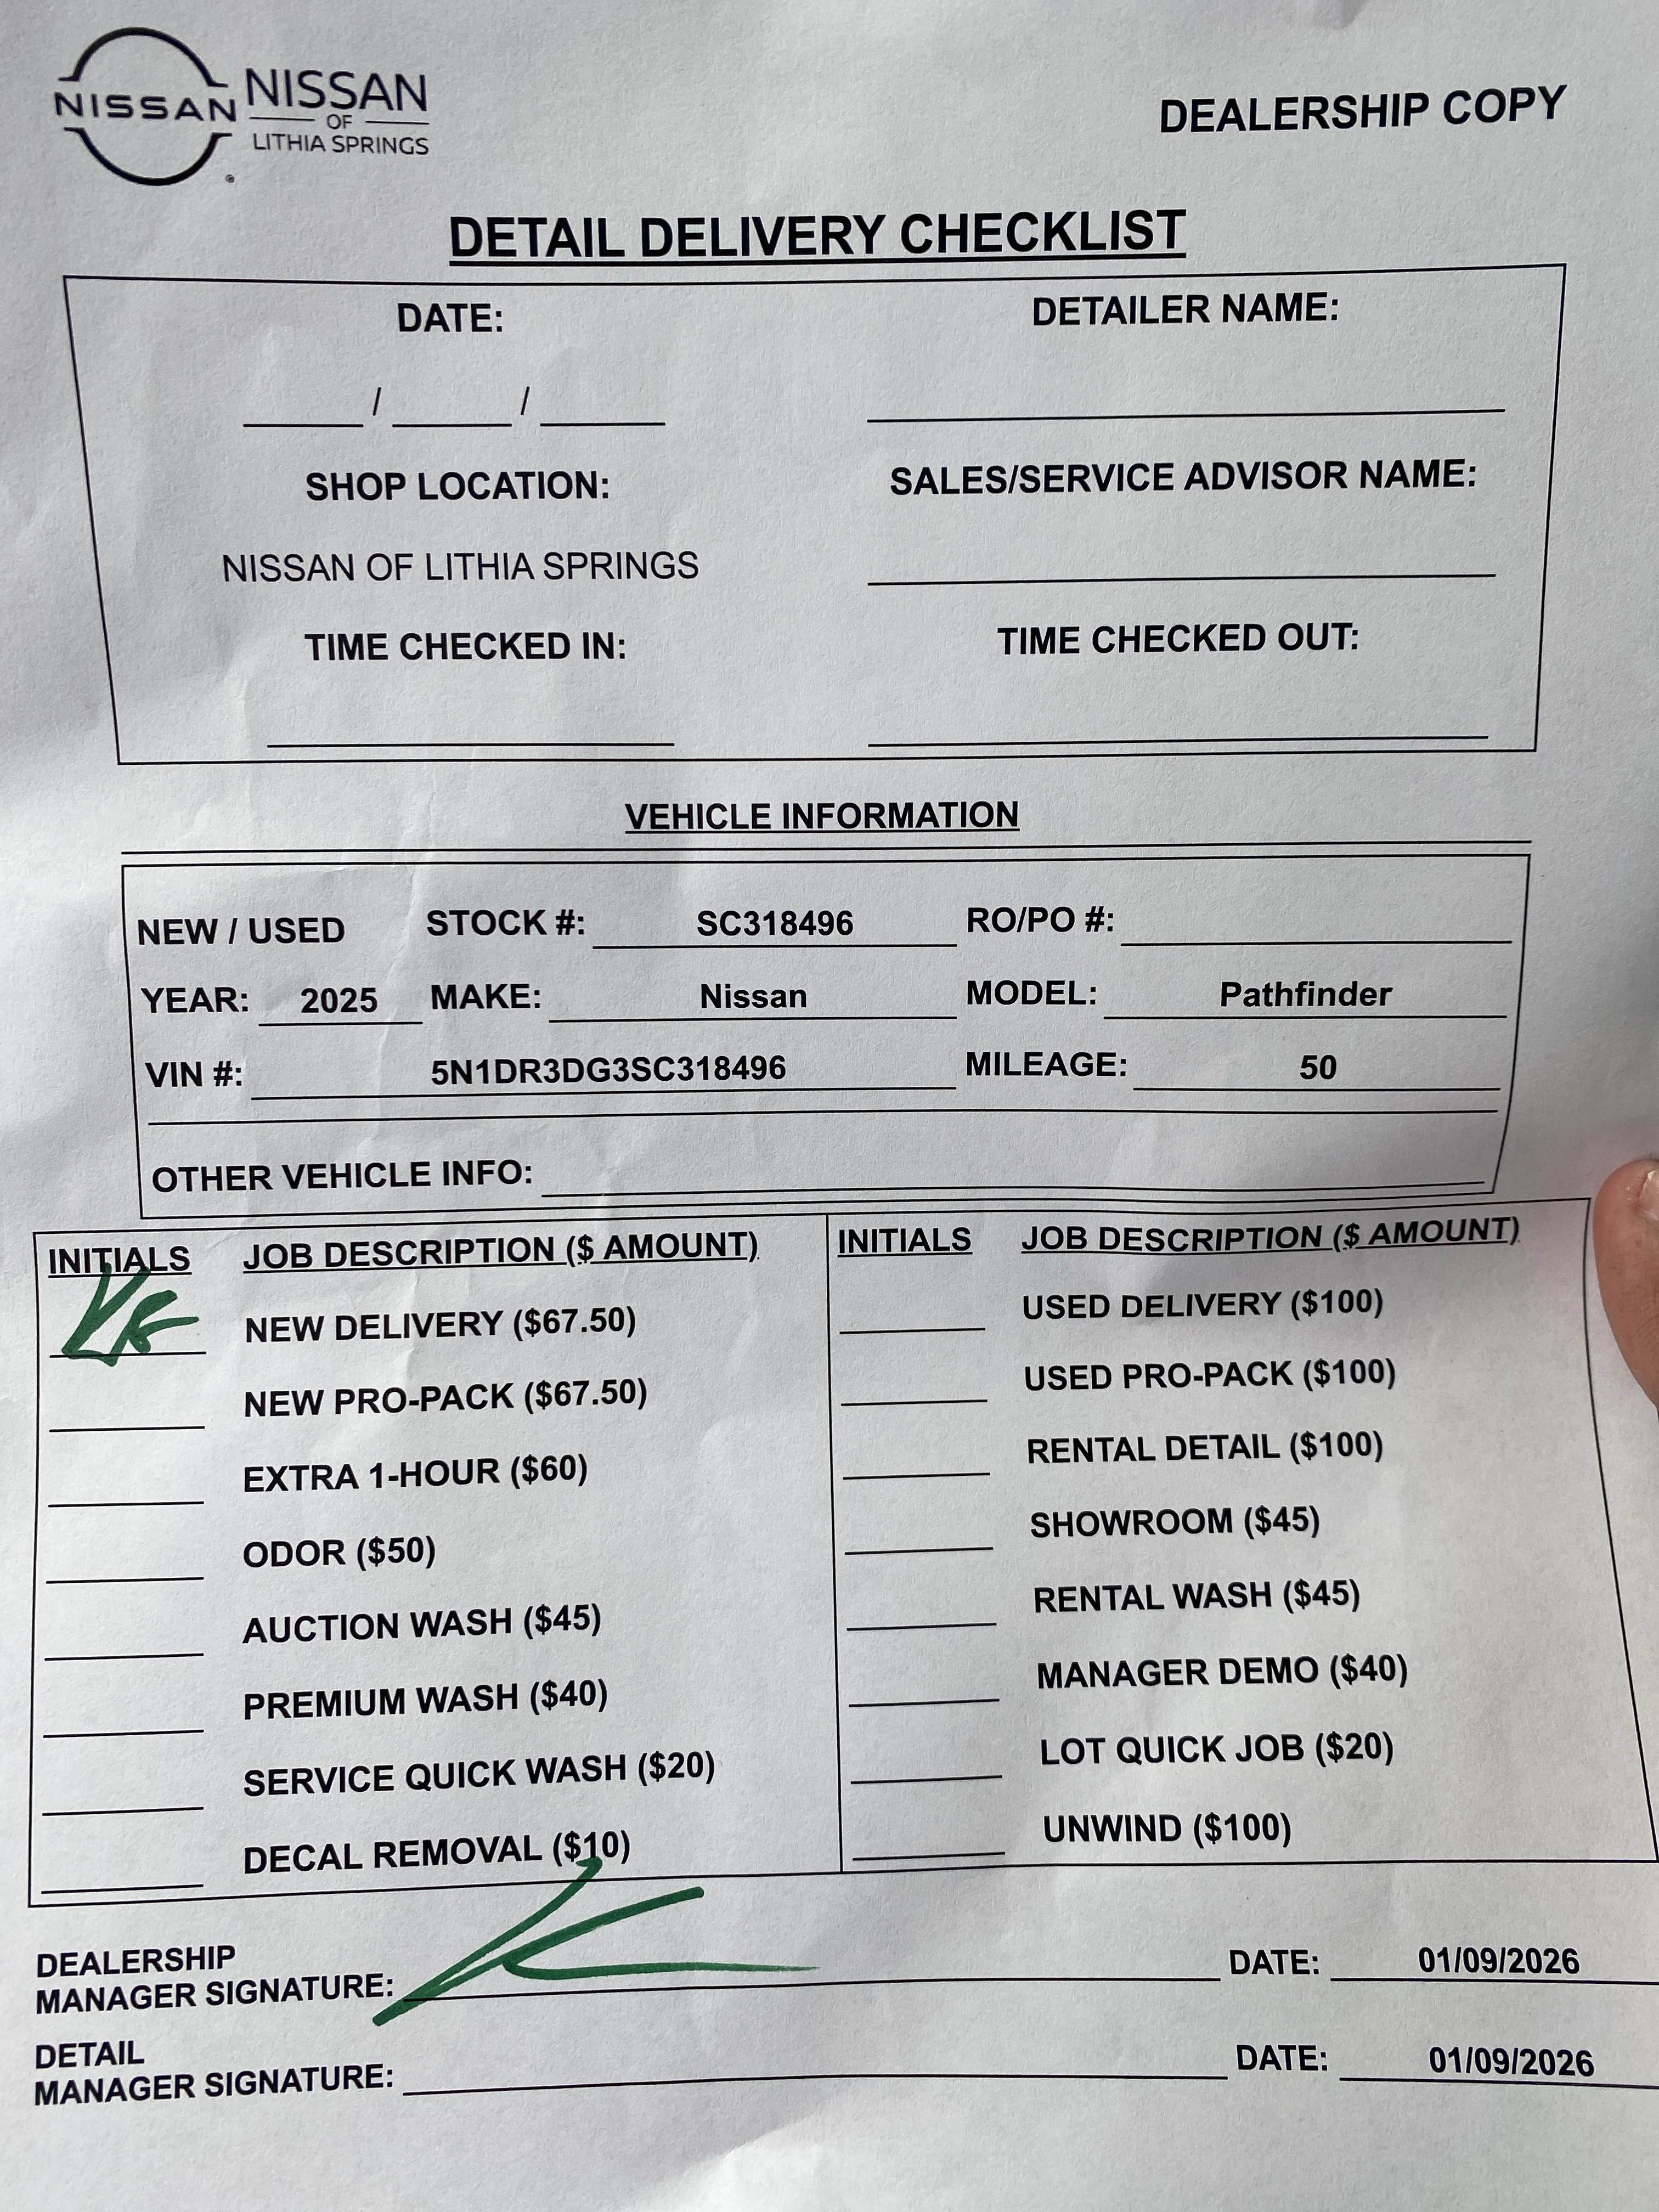 NISSAN NISSAN
OF
LITHIA SPRINGS
DEALERSHIP COPY
DETAIL DELIVERY CHECKLIST
DATE: DETAILER NAME:
/ /
SHOP LOCATION: SALES/SERVICE ADVISOR NAME:
NISSAN OF LITHIA SPRINGS
TIME CHECKED IN: TIME CHECKED OUT:
VEHICLE INFORMATION
NEW / USED STOCK #: SC318496 RO/PO #:
YEAR: 2025 MAKE: Nissan MODEL: Pathfinder
VIN #: 5N1DR3DG3SC318496 MILEAGE: 50
OTHER VEHICLE INFO:
INITIALS JOB DESCRIPTION ($ AMOUNT) INITIALS JOB DESCRIPTION ($ AMOUNT)
NEW DELIVERY ($67.50) USED DELIVERY ($100)
NEW PRO-PACK ($67.50) USED PRO-PACK ($100)
EXTRA 1-HOUR ($60) RENTAL DETAIL ($100)
ODOR ($50) SHOWROOM ($45)
AUCTION WASH ($45) RENTAL WASH ($45)
PREMIUM WASH ($40) MANAGER DEMO ($40)
SERVICE QUICK WASH ($20) LOT QUICK JOB ($20)
DECAL REMOVAL ($10) UNWIND ($100)
DEALERSHIP
MANAGER SIGNATURE: DATE: 01/09/2026
DETAIL
MANAGER SIGNATURE: DATE: 01/09/2026